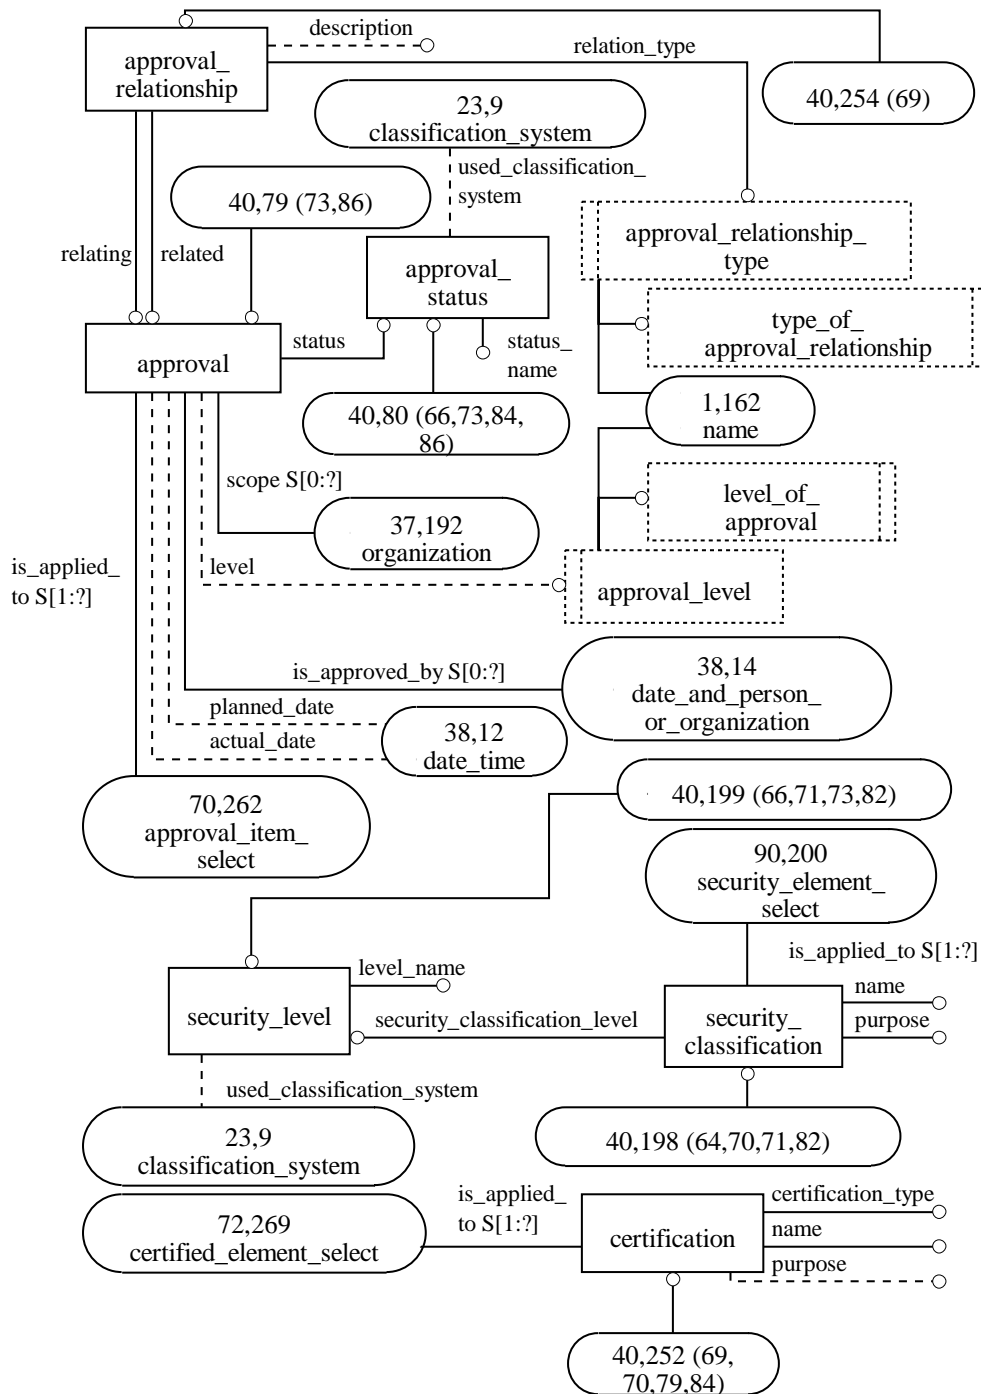 description
relation_type
approval_
relationship
40,254 (69)
23,9
classification_system
used_classification_
system
40,79 (73,86)
approval_relationship_
type
relating
related
approval_
status
type_of_
approval_relationship
status
status_
name
approval
1,162
name
40,80 (66,73,84,
86)
scope S[0:?]
level_of_
approval
37,192
organization
is_applied_
to S[1:?]
level
approval_level
is_approved_by S[0:?]
38,14
date_and_person_
or_organization
planned_date
actual_date
38,12
date_time
70,262
approval_item_
select
40,199 (66,71,73,82)
90,200
security_element_
select
is_applied_to S[1:?]
level_name
name
security_level
security_classification_level
security_
classification
purpose
used_classification_system
23,9
classification_system
40,198 (64,70,71,82)
is_applied_
to S[1:?]
certification_type
72,269
certified_element_select
certification
name
purpose
40,252 (69,
70,79,84)